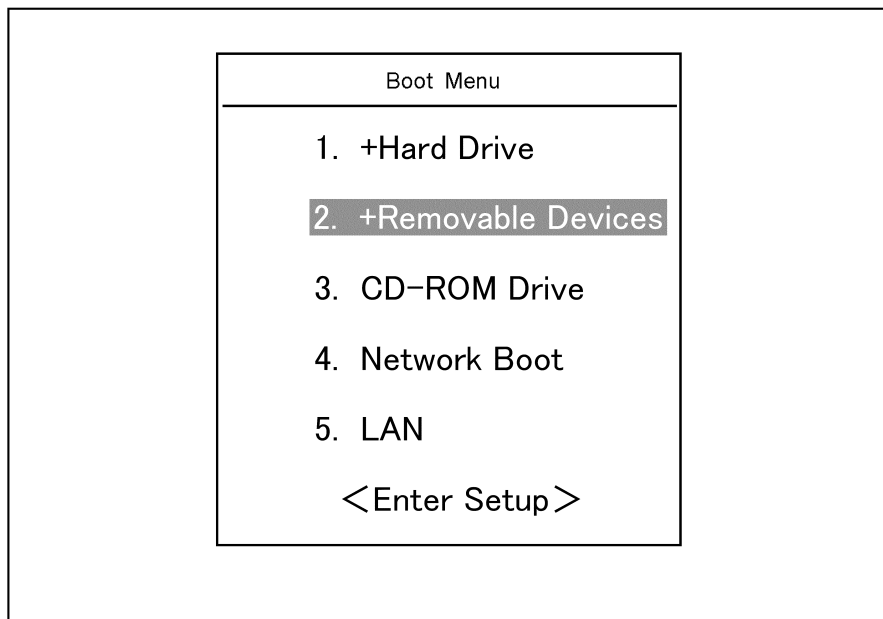 Boot Menu
1. +Hard Drive
2. +Removable Devices
3. CD-ROM Drive
4. Network Boot
5. LAN
<Enter Setup>